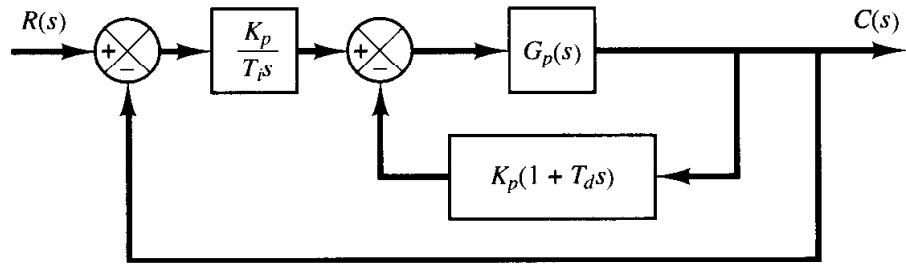 R(s)
C(s)
+
−
K_p
T_i s
+
−
G_p(s)
K_p(1 + T_d s)